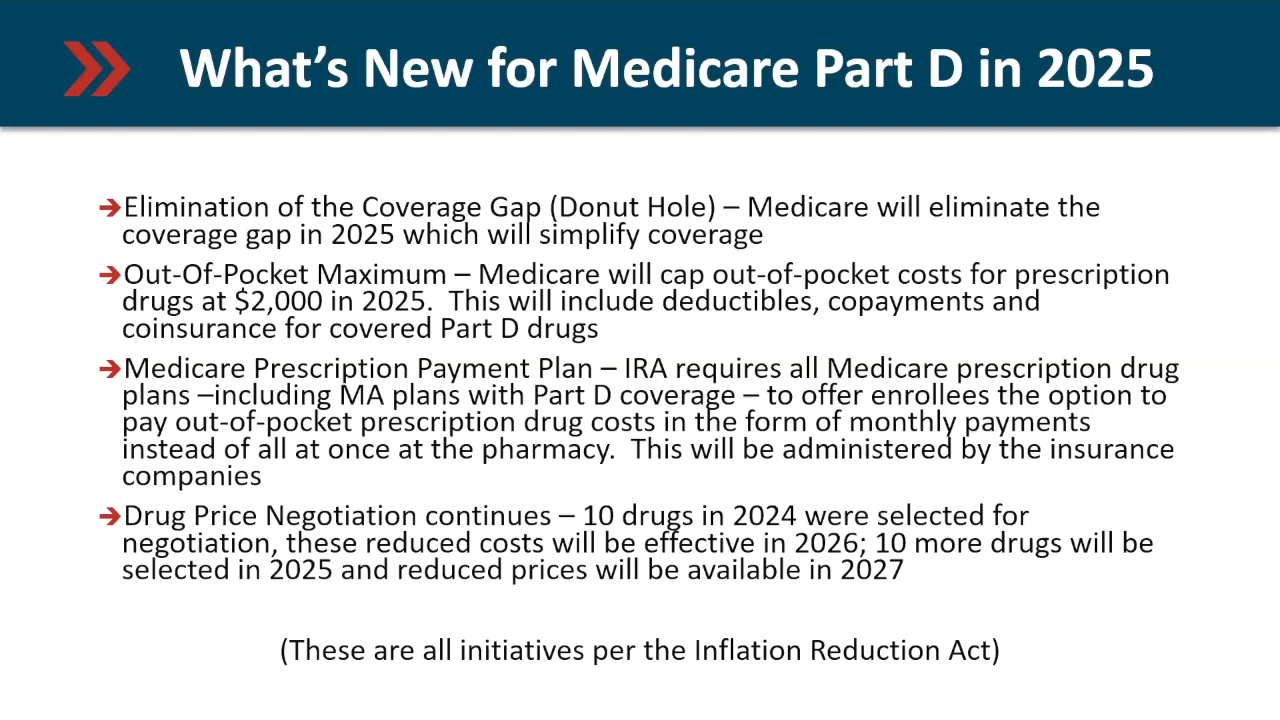 What's New for Medicare Part D in 2025
➔Elimination of the Coverage Gap (Donut Hole) – Medicare will eliminate the
coverage gap in 2025 which will simplify coverage
➔Out-Of-Pocket Maximum – Medicare will cap out-of-pocket costs for prescription
drugs at $2,000 in 2025.  This will include deductibles, copayments and
coinsurance for covered Part D drugs
➔Medicare Prescription Payment Plan – IRA requires all Medicare prescription drug
plans –including MA plans with Part D coverage – to offer enrollees the option to
pay out-of-pocket prescription drug costs in the form of monthly payments
instead of all at once at the pharmacy.  This will be administered by the insurance
companies
➔Drug Price Negotiation continues – 10 drugs in 2024 were selected for
negotiation, these reduced costs will be effective in 2026; 10 more drugs will be
selected in 2025 and reduced prices will be available in 2027
(These are all initiatives per the Inflation Reduction Act)